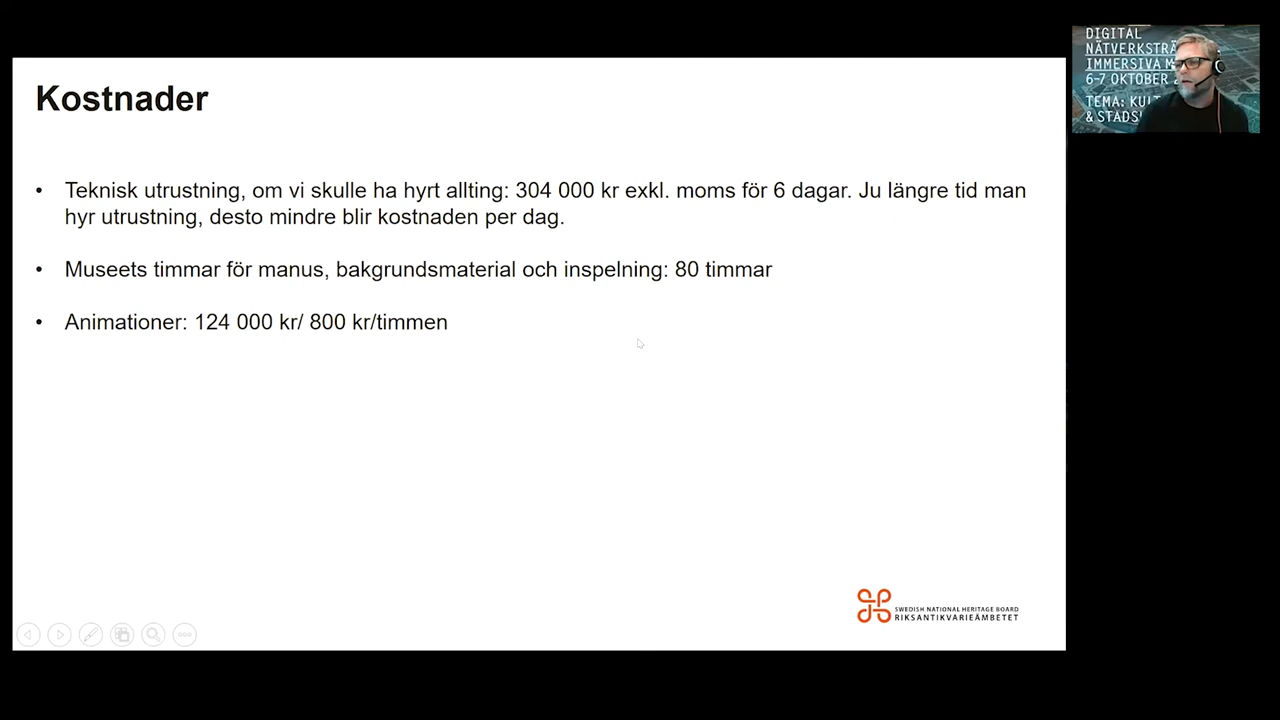 Kostnader
• Teknisk utrustning, om vi skulle ha hyrt allting: 304 000 kr exkl. moms för 6 dagar. Ju längre tid man
hyr utrustning, desto mindre blir kostnaden per dag.
• Museets timmar för manus, bakgrundsmaterial och inspelning: 80 timmar
• Animationer: 124 000 kr/ 800 kr/timmen
SWEDISH NATIONAL HERITAGE BOARD
RIKSANTIKVARIEÄMBETET
DIGITAL
NÄTVERKSTRÄ
IMMERSIVA M
6-7 OKTOBER
TEMA: KUL
& STADS